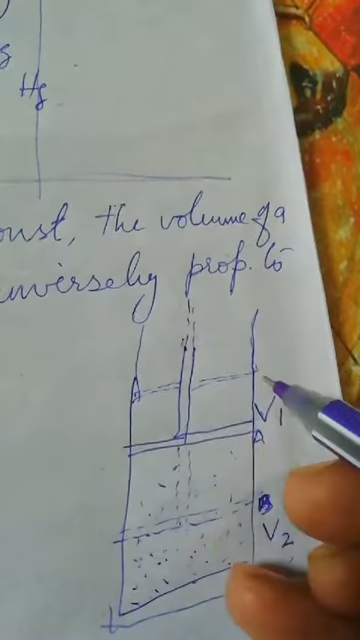 Hg
const, the volume of a
inversely prop. to
V1
A
B
V2